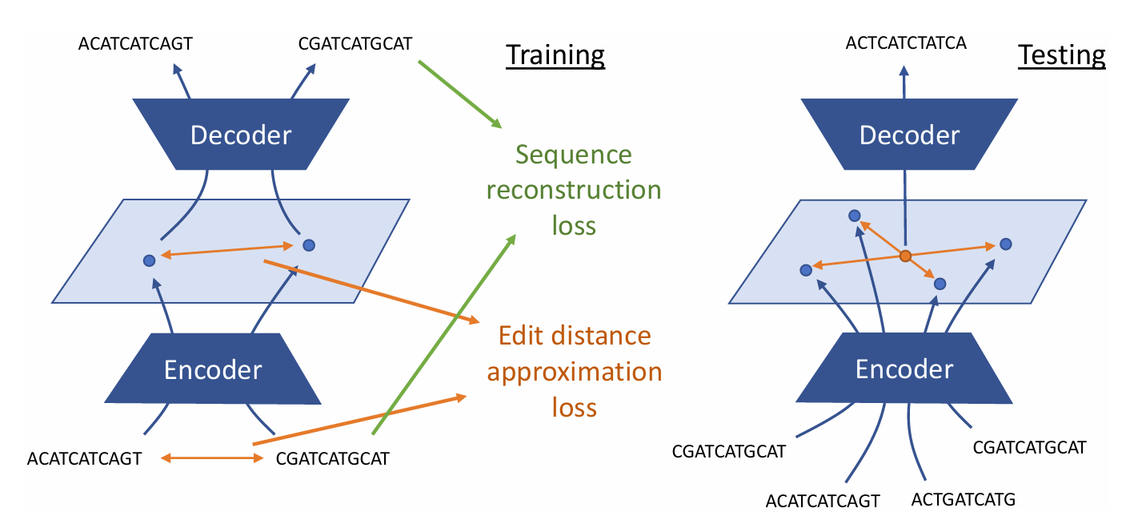 ACATCATCAGT
CGATCATGCAT
Training
Decoder
Sequence
reconstruction
loss
Edit distance
approximation
loss
Encoder
ACATCATCAGT
CGATCATGCAT
ACTCATCTATCA
Testing
Decoder
Encoder
CGATCATGCAT
CGATCATGCAT
ACATCATCAGT
ACTGATCATG